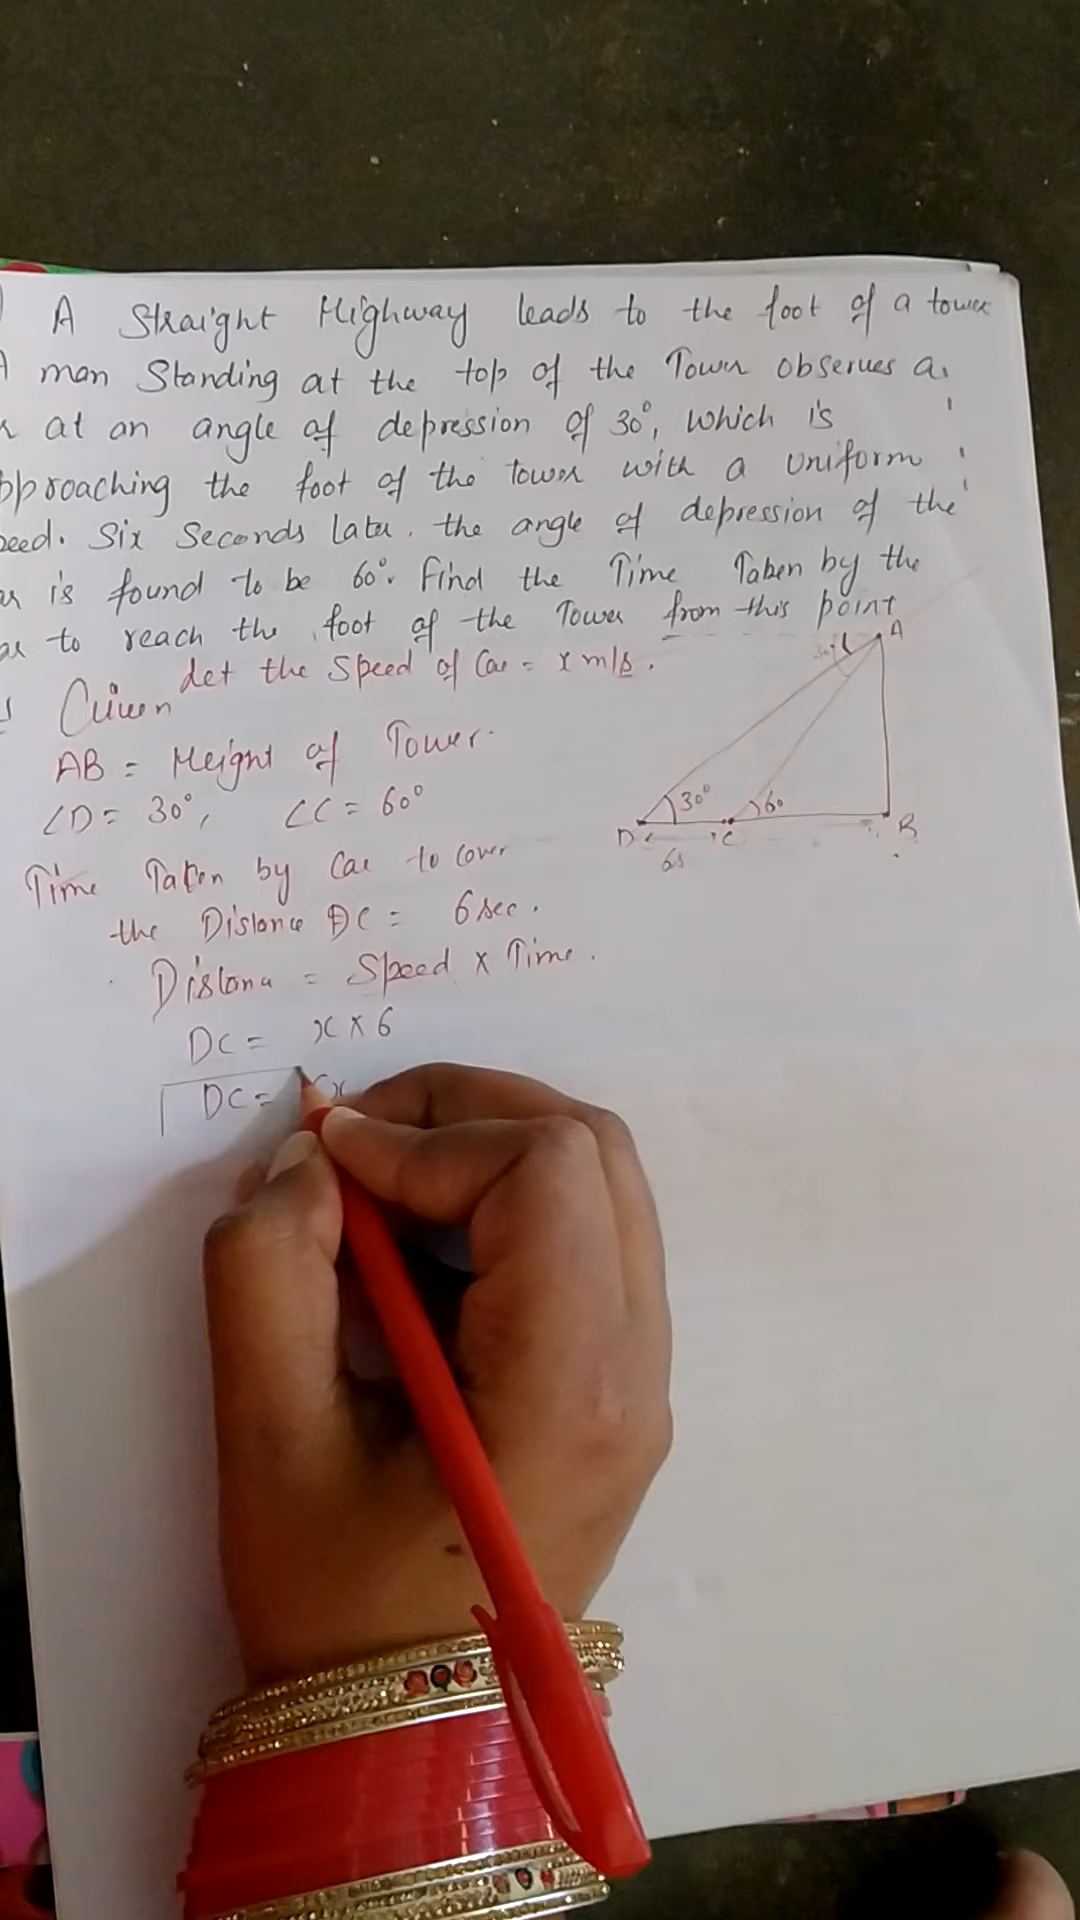 A Straight Highway leads to the foot of a tower
A man Standing at the top of the Tower observes a
at an angle of depression of 30°, which is
pproaching the foot of the tower with a Uniform
peed. Six Seconds later, the angle of depression of the
is found to be 60°. Find the Time Taken by the
to reach the foot of the Tower from this point
Let the Speed of Car = x m/s.
Given
AB = Height of Tower.
∠D = 30°, ∠C = 60°
Time Taken by Car to Cover
the Distance DC = 6 sec.
Distance = Speed × Time.
DC = x × 6
DC =
A
30°
60
D
C
B
6s